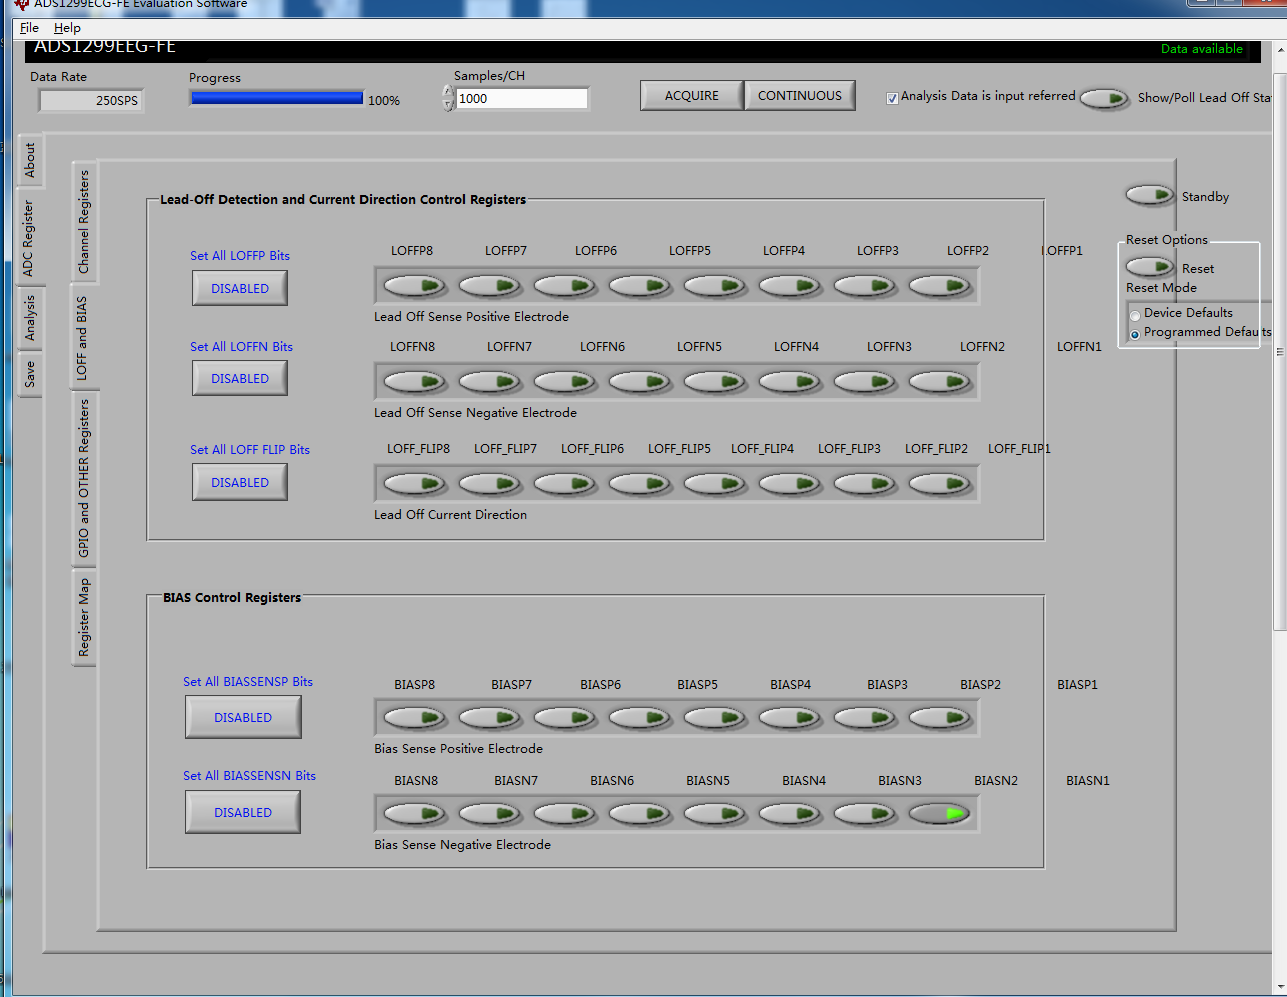 ADS1299ECG-FE Evaluation Software
File Help
ADS1299EEG-FE
Data available
Data Rate
Progress
Samples/CH
250SPS
100%
1000
ACQUIRE
CONTINUOUS
Analysis Data is input referred
Show/Poll Lead Off Stat
About
ADC Register
Analysis
Save
Channel Registers
LOFF and BIAS
GPIO and OTHER Registers
Register Map
Lead-Off Detection and Current Direction Control Registers
Set All LOFFP Bits
DISABLED
LOFFP8 LOFFP7 LOFFP6 LOFFP5 LOFFP4 LOFFP3 LOFFP2 LOFFP1
Lead Off Sense Positive Electrode
Set All LOFFN Bits
DISABLED
LOFFN8 LOFFN7 LOFFN6 LOFFN5 LOFFN4 LOFFN3 LOFFN2 LOFFN1
Lead Off Sense Negative Electrode
Set All LOFF FLIP Bits
DISABLED
LOFF_FLIP8 LOFF_FLIP7 LOFF_FLIP6 LOFF_FLIP5 LOFF_FLIP4 LOFF_FLIP3 LOFF_FLIP2 LOFF_FLIP1
Lead Off Current Direction
BIAS Control Registers
Set All BIASSENSP Bits
DISABLED
BIASP8 BIASP7 BIASP6 BIASP5 BIASP4 BIASP3 BIASP2 BIASP1
Bias Sense Positive Electrode
Set All BIASSENSN Bits
DISABLED
BIASN8 BIASN7 BIASN6 BIASN5 BIASN4 BIASN3 BIASN2 BIASN1
Bias Sense Negative Electrode
Standby
Reset Options
Reset
Reset Mode
Device Defaults
Programmed Defauts